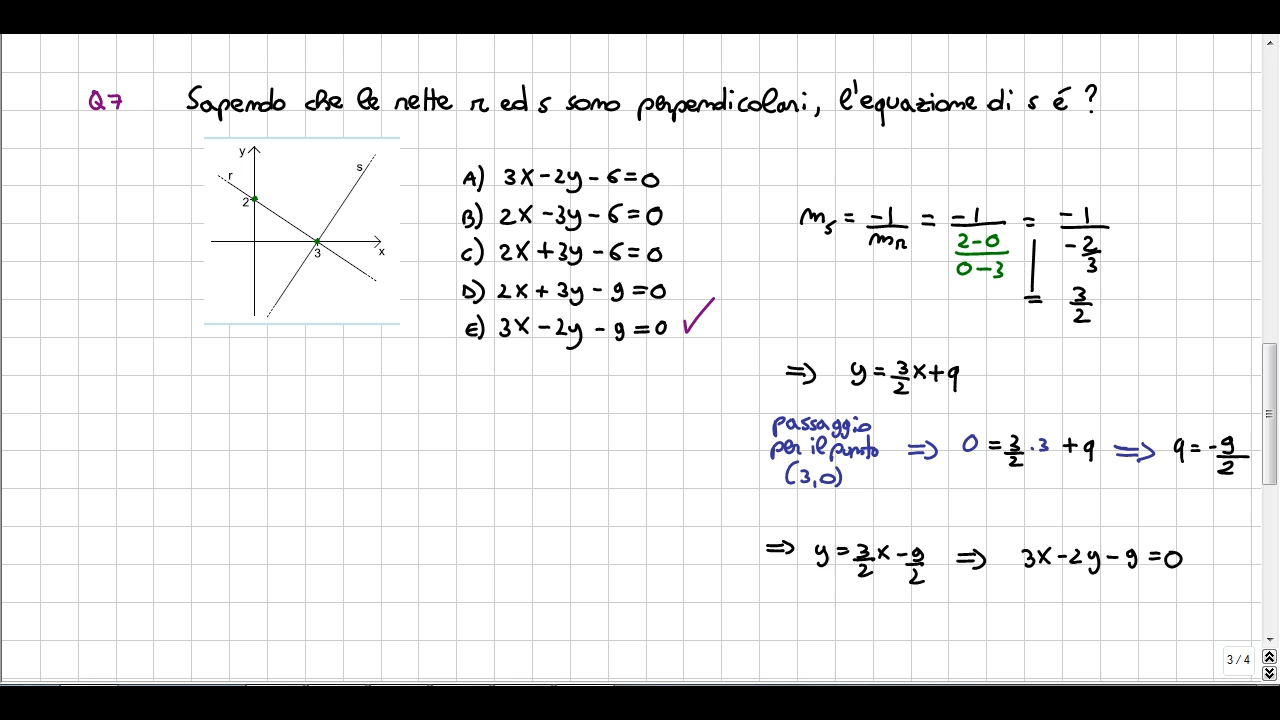 Q7 Sapendo che le rette r ed s sono perpendicolari, l'equazione di s é ?
y
r
s
2
3
x
A) 3x-2y-6=0
B) 2x-3y-6=0
C) 2x+3y-6=0
D) 2x+3y-9=0
E) 3x-2y-9=0 ✓
m_s = -1/m_r = -1/((2-0)/(0-3)) = -1/(-2/3)
= 3/2
⇒ y = 3/2 x + q
passaggio
per il punto ⇒ 0 = 3/2 · 3 + q ⇒ q = -9/2
(3,0)
⇒ y = 3/2 x - 9/2 ⇒ 3x-2y-9=0
3 / 4